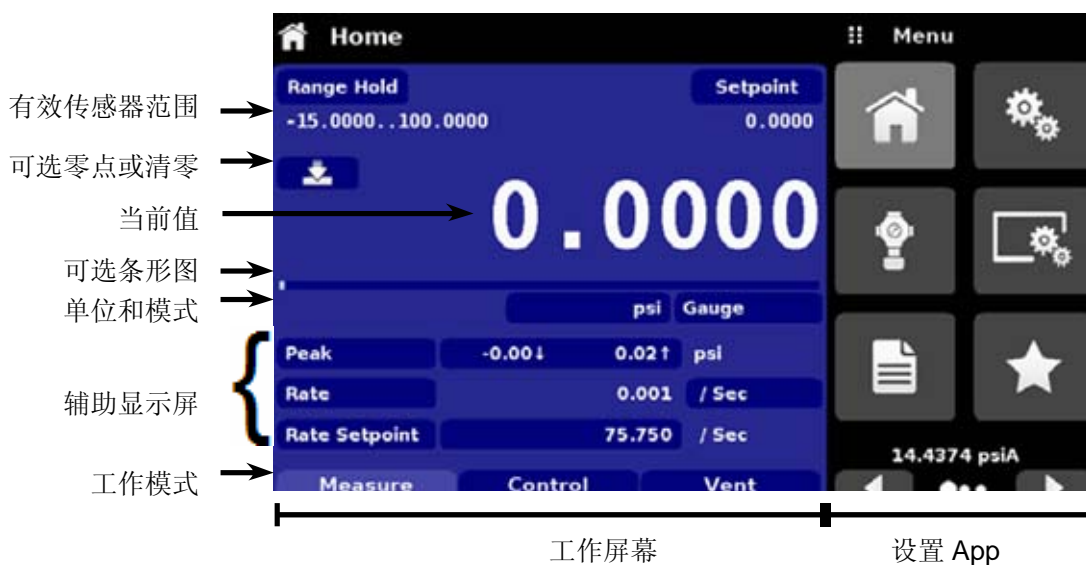 Home
Menu
Range Hold
Setpoint
有效传感器范围
-15.0000..100.0000
0.0000
可选零点或清零
当前值
0.0000
可选条形图
单位和模式
psi Gauge
辅助显示屏
Peak -0.00↓ 0.02↑ psi
Rate 0.001 / Sec
Rate Setpoint 75.750 / Sec
14.4374 psiA
工作模式
Measure Control Vent
工作屏幕
设置 App